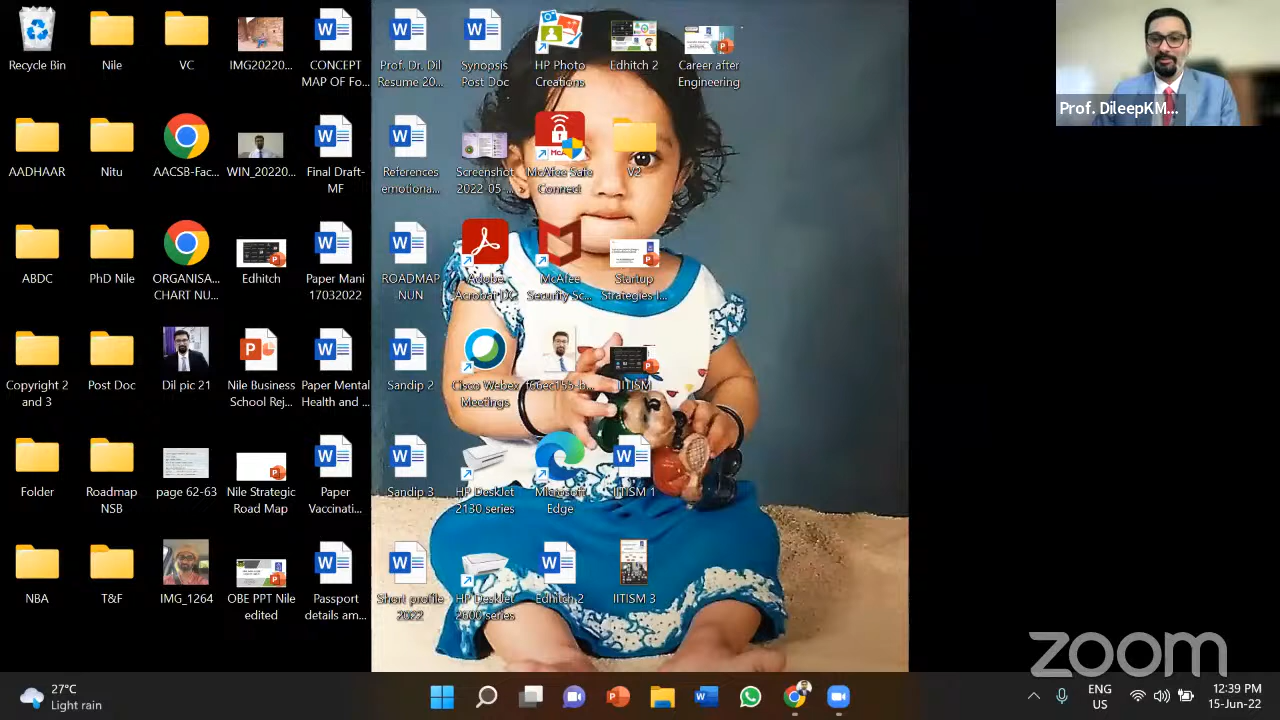 Recycle Bin
Nile
VC
IMG20220...
CONCEPT
MAP OF Fo...
Prof. Dr. Dil
Resume 20...
Synopsis
Post Doc
HP Photo
Creations
Edhitch 2
Career after
Engineering
Prof. DileepKM...
AADHAAR
Nitu
AACSB-Fac...
WIN_20220...
Final Draft-
MF
References
emotiona...
Screenshot
2022-05-...
McAfee Safe
Connect
V2
ABDC
PhD Nile
ORGANISA...
CHART NU...
Edhitch
Paper Mani
17032022
ROADMAP
NUN
Adobe
Acrobat DC
McAfee
Security Sc...
Startup
Strategies I...
Copyright 2
and 3
Post Doc
Dil pic 21
Nile Business
School Rej...
Paper Mental
Health and ...
Sandip 2
Cisco Webex
Meetings
IITISM
Folder
Roadmap
NSB
page 62-63
Nile Strategic
Road Map
Paper
Vaccinati...
Sandip 3
HP DeskJet
2130 series
Microsoft
Edge
IITISM 1
NBA
T&F
IMG_1264
OBE PPT Nile
edited
Passport
details am...
Short profile
2022
HP DeskJet
2600 series
Edhitch 2
IITISM 3
zoom
27°C
Light rain
ENG
US
12:39 PM
15-Jun-22